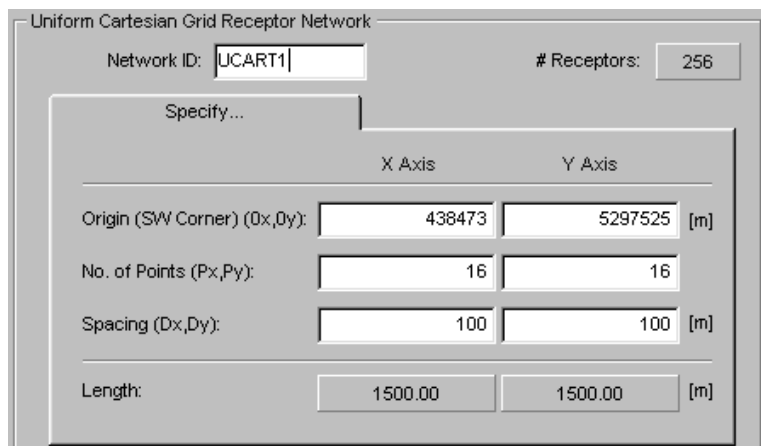 Uniform Cartesian Grid Receptor Network
Network ID: UCART1 # Receptors: 256
Specify...
X Axis Y Axis
Origin (SW Corner) (0x,0y): 438473 5297525 [m]
No. of Points (Px,Py): 16 16
Spacing (Dx,Dy): 100 100 [m]
Length: 1500.00 1500.00 [m]